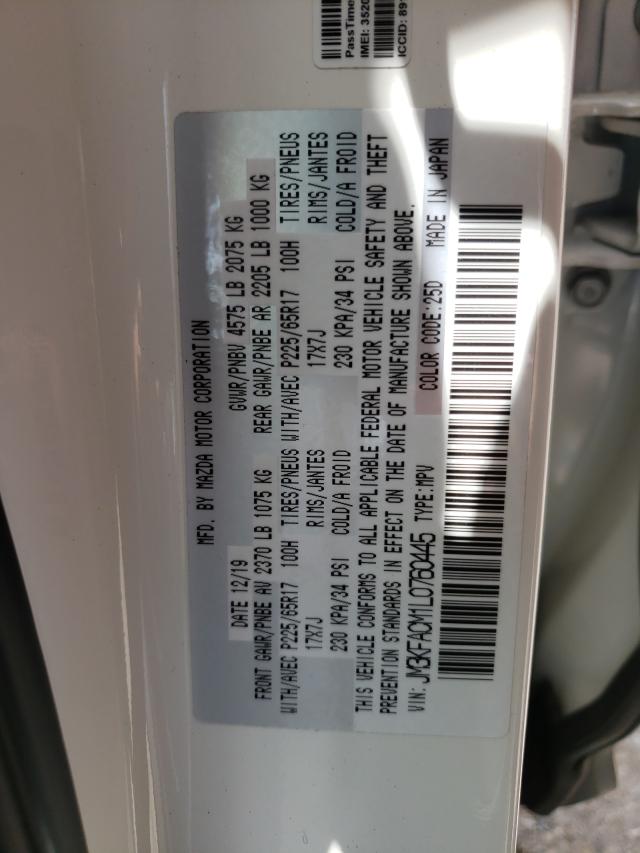 PassTime
IMEI: 3520
ICCID: 891
MFD. BY MAZDA MOTOR CORPORATION
DATE 12/19 GVWR/PNBV 4575 LB 2075 KG
FRONT GAWR/PNBE AV 2370 LB 1075 KG REAR GAWR/PNBE AR 2205 LB 1000 KG
WITH/AVEC P225/65R17 100H TIRES/PNEUS WITH/AVEC P225/65R17 100H TIRES/PNEUS
17X7J RIMS/JANTES 17X7J RIMS/JANTES
230 KPA/34 PSI COLD/A FROID 230 KPA/34 PSI COLD/A FROID
THIS VEHICLE CONFORMS TO ALL APPLICABLE FEDERAL MOTOR VEHICLE SAFETY AND THEFT
PREVENTION STANDARDS IN EFFECT ON THE DATE OF MANUFACTURE SHOWN ABOVE.
COLOR CODE:25D MADE IN JAPAN
VIN: JM3KFACM1L0760445 TYPE:MPV